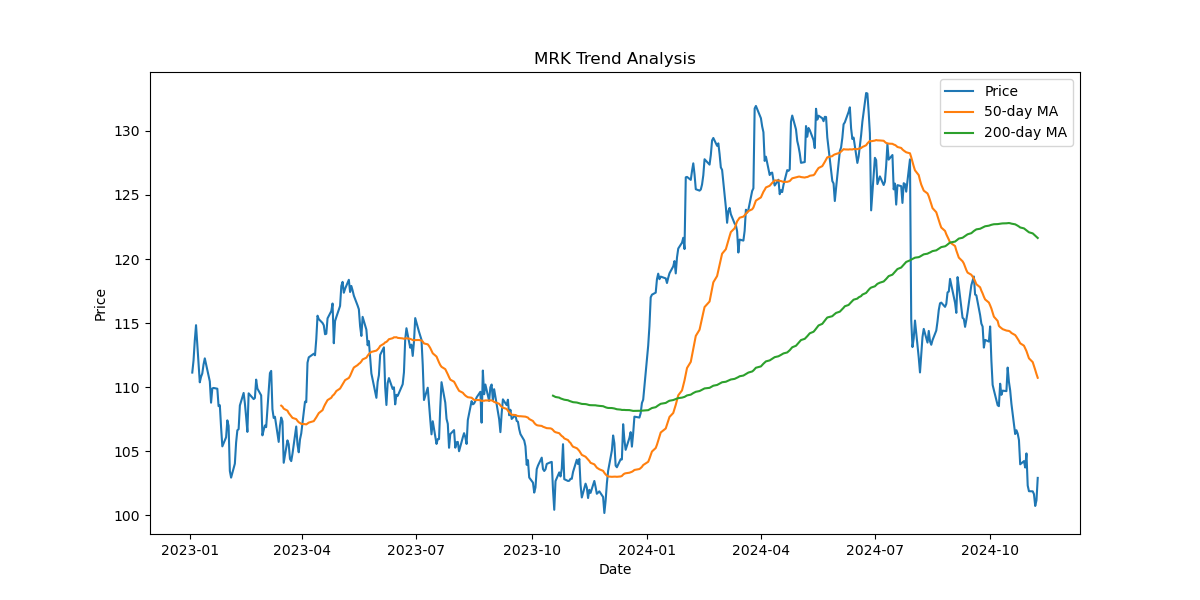 MRK Trend Analysis
Price
50-day MA
200-day MA
130
125
120
115
110
105
100
Price
2023-01
2023-04
2023-07
2023-10
2024-01
2024-04
2024-07
2024-10
Date